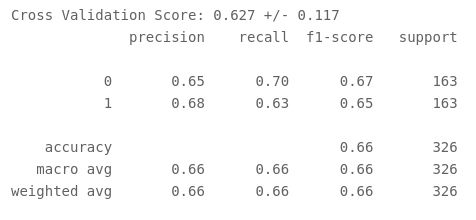 Cross Validation Score: 0.627 +/- 0.117
precision recall f1-score support
0 0.65 0.70 0.67 163
1 0.68 0.63 0.65 163
accuracy 0.66 326
macro avg 0.66 0.66 0.66 326
weighted avg 0.66 0.66 0.66 326